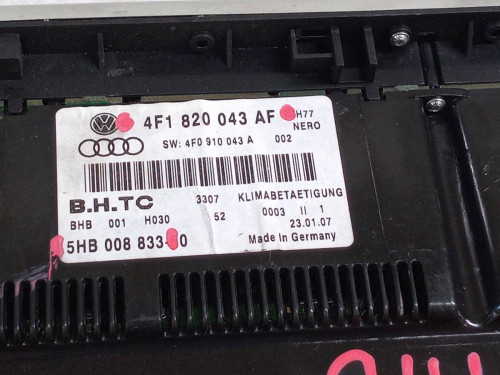 4F1 820 043 AF H77
NERO
SW: 4F0 910 043 A 002
B.H.TC 3307 KLIMABETAETIGUNG
BHB 001 H030 52 0003 II 1
23.01.07
5HB 008 833- 0 Made in Germany